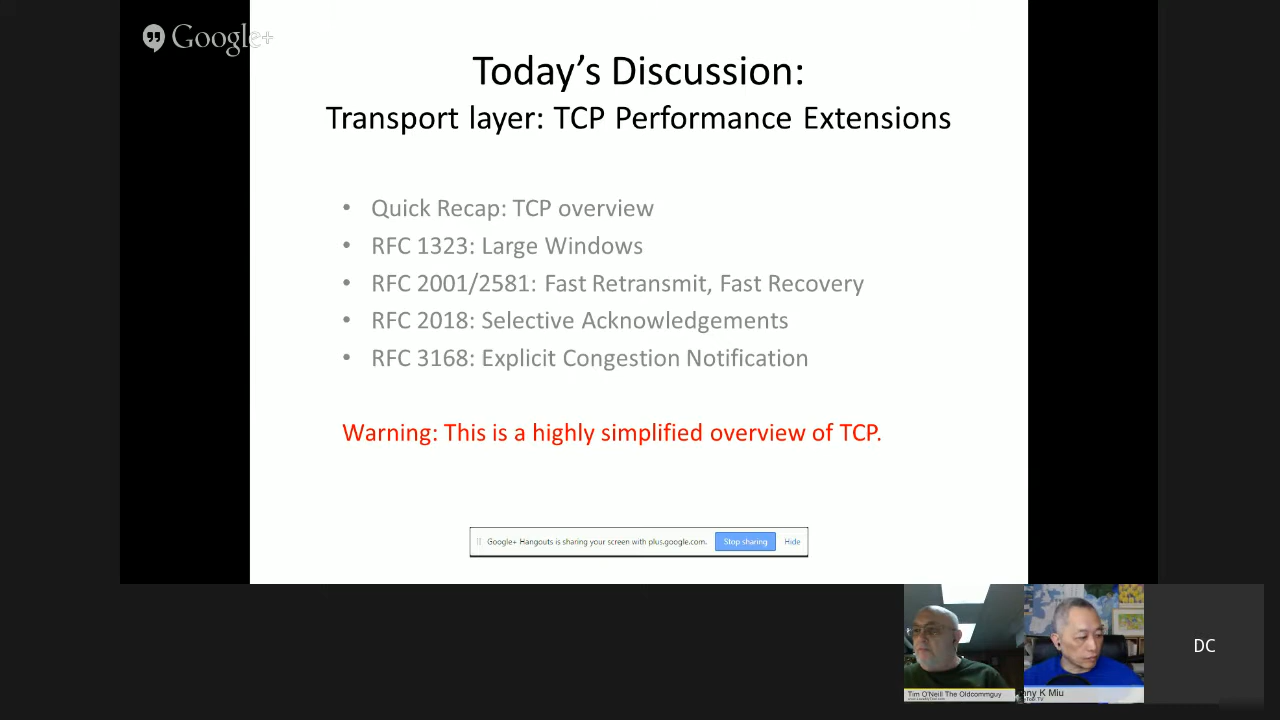 Google+
Today's Discussion:
Transport layer: TCP Performance Extensions
• Quick Recap: TCP overview
• RFC 1323: Large Windows
• RFC 2001/2581: Fast Retransmit, Fast Recovery
• RFC 2018: Selective Acknowledgements
• RFC 3168: Explicit Congestion Notification
Warning: This is a highly simplified overview of TCP.
Google+ Hangouts is sharing your screen with plus.google.com. Stop sharing Hide
DC
Tim O'Neill The Oldcommguy
nny K Miu